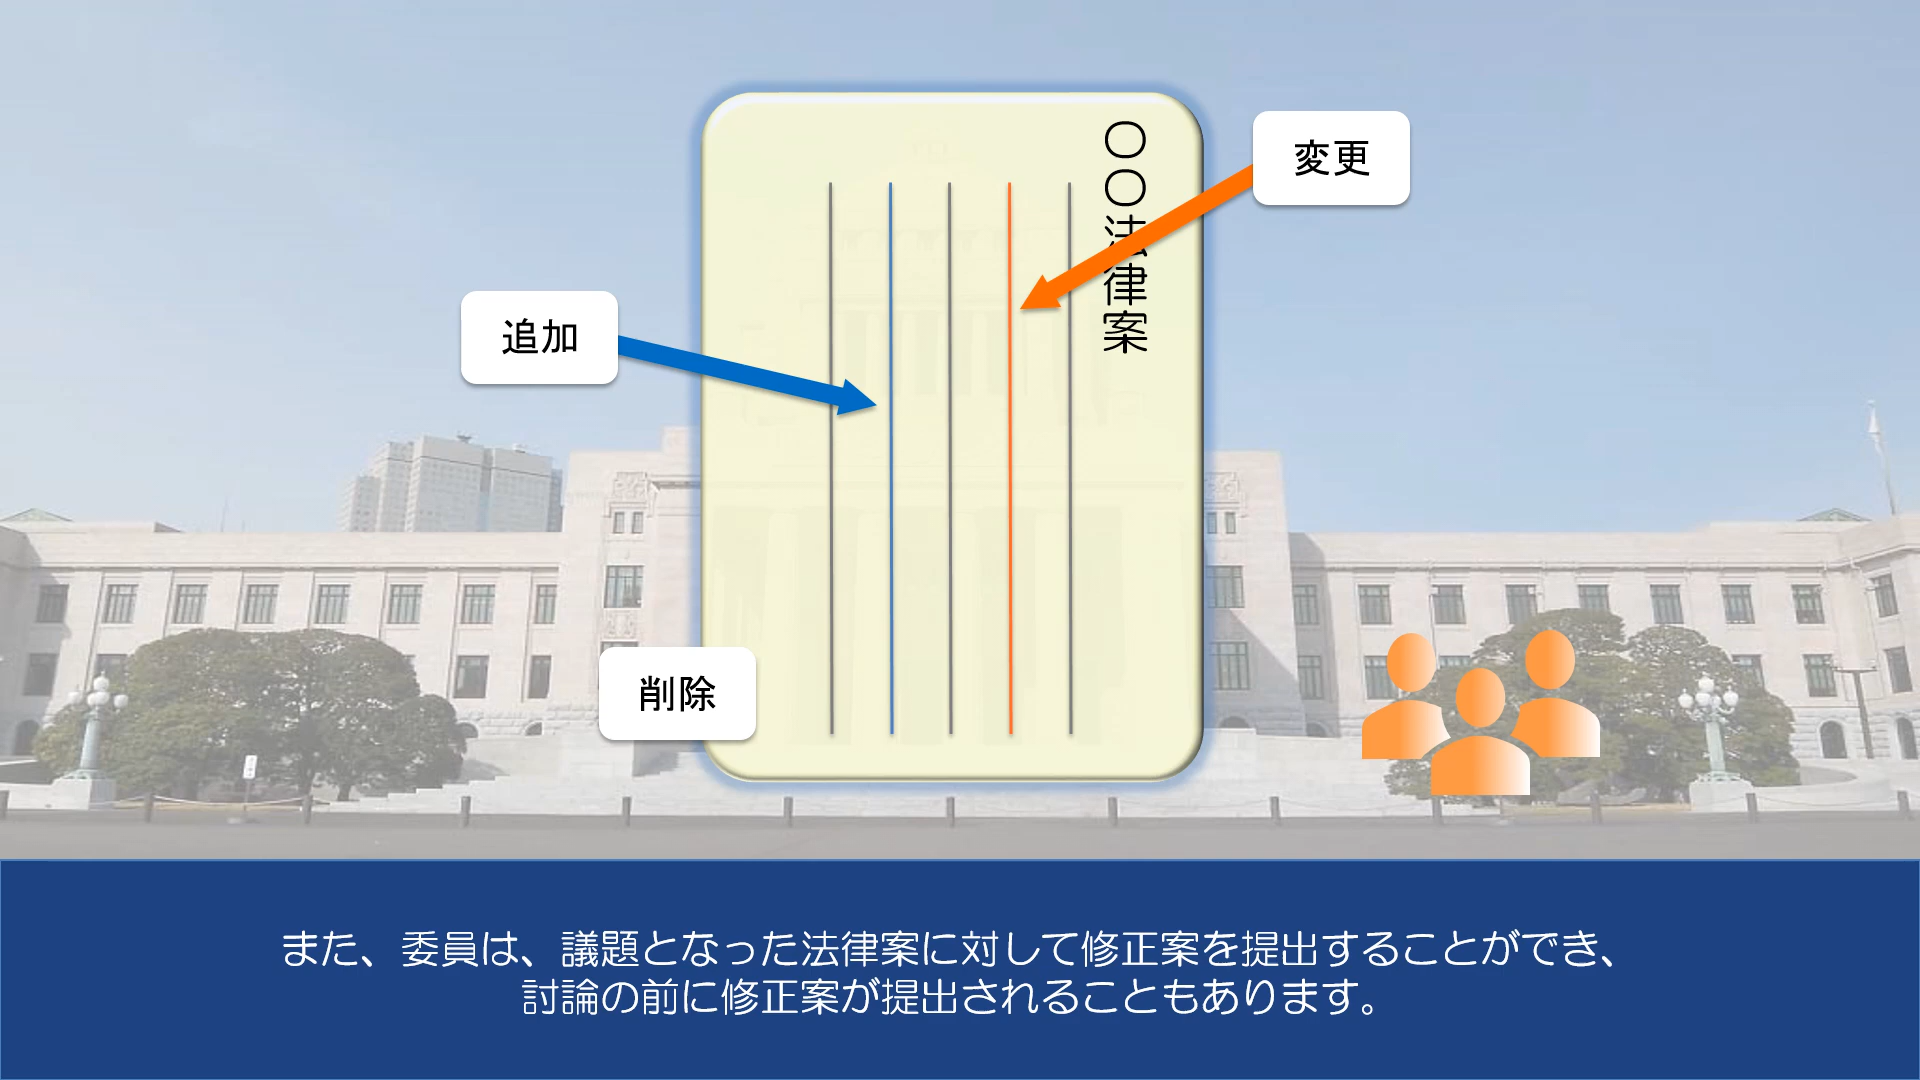 〇〇法律案
変更
追加
削除
また、委員は、議題となった法律案に対して修正案を提出することができ、
討論の前に修正案が提出されることもあります。